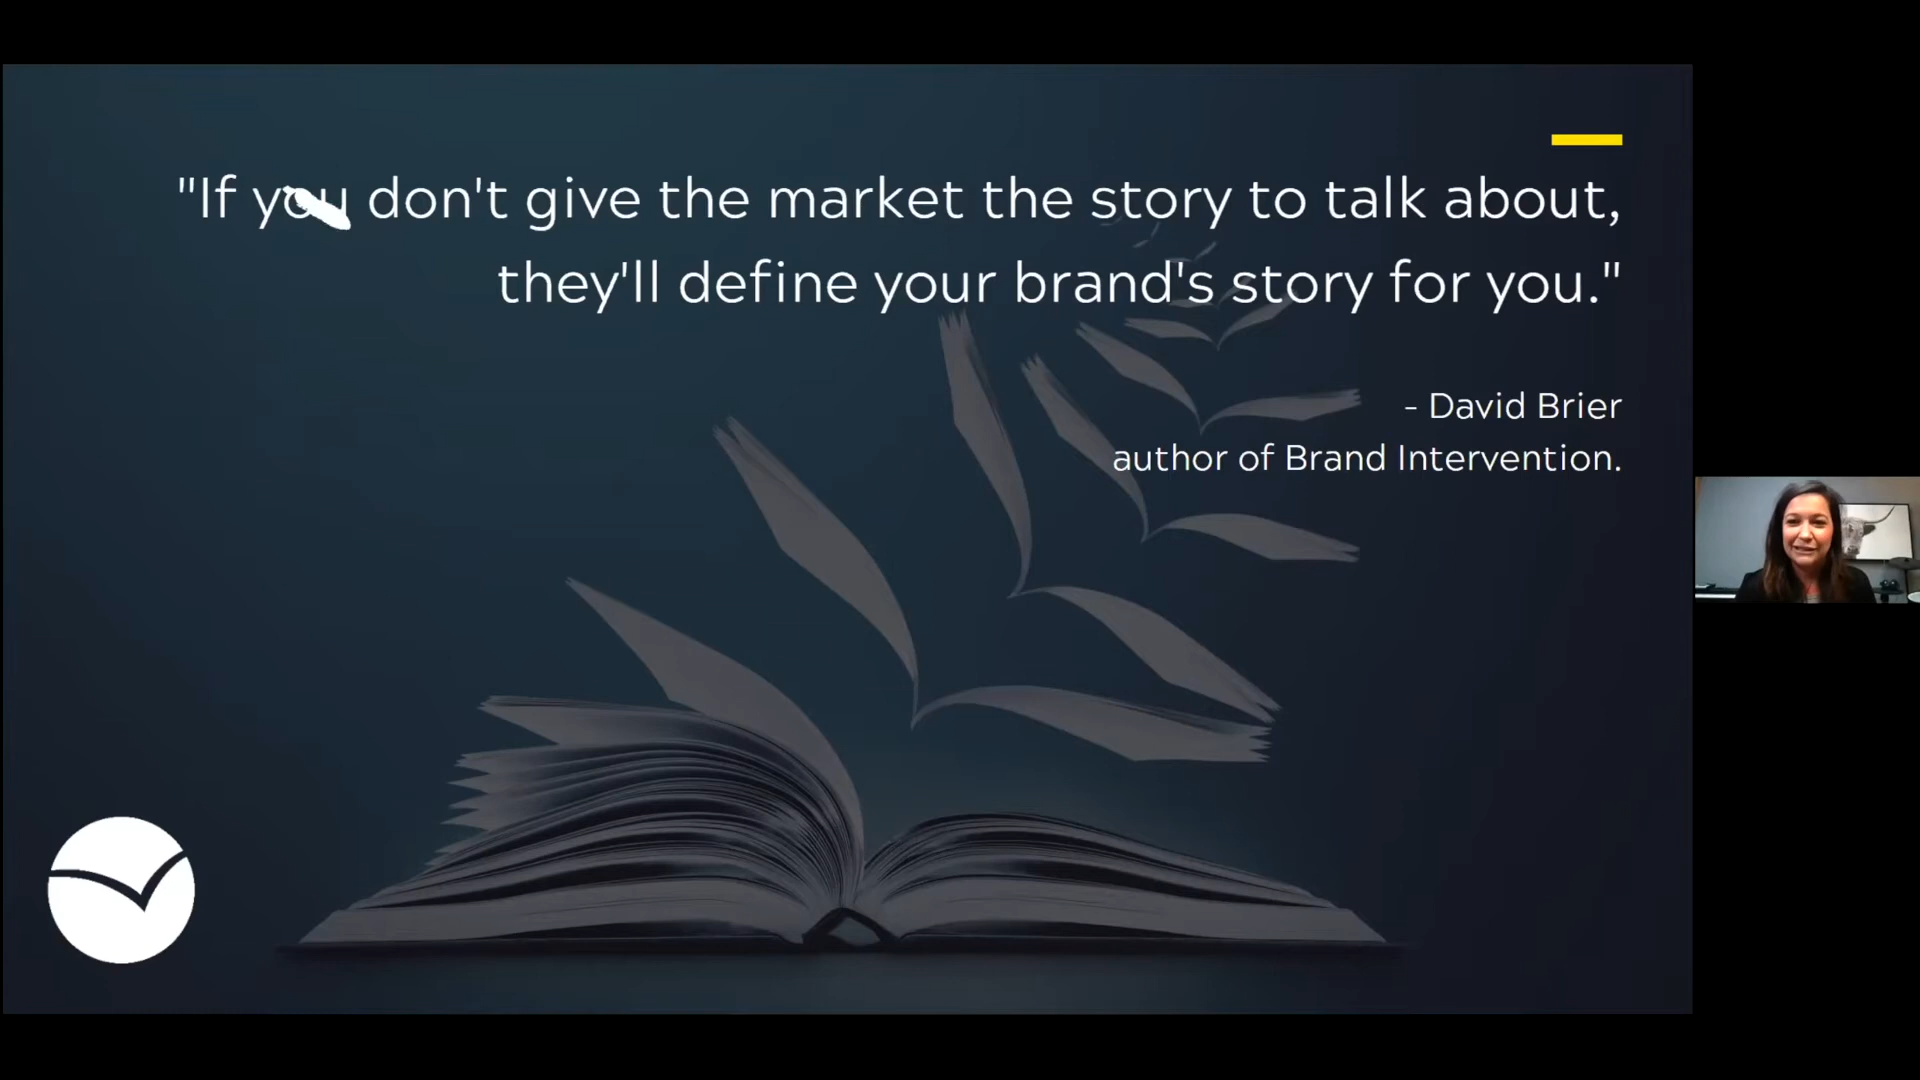 "If you don't give the market the story to talk about,
they'll define your brand's story for you."
- David Brier
author of Brand Intervention.